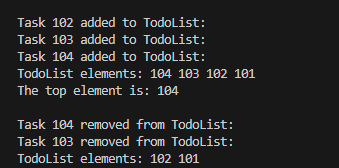 Task 102 added to TodoList:
Task 103 added to TodoList:
Task 104 added to TodoList:
TodoList elements: 104 103 102 101
The top element is: 104
Task 104 removed from TodoList:
Task 103 removed from TodoList:
TodoList elements: 102 101